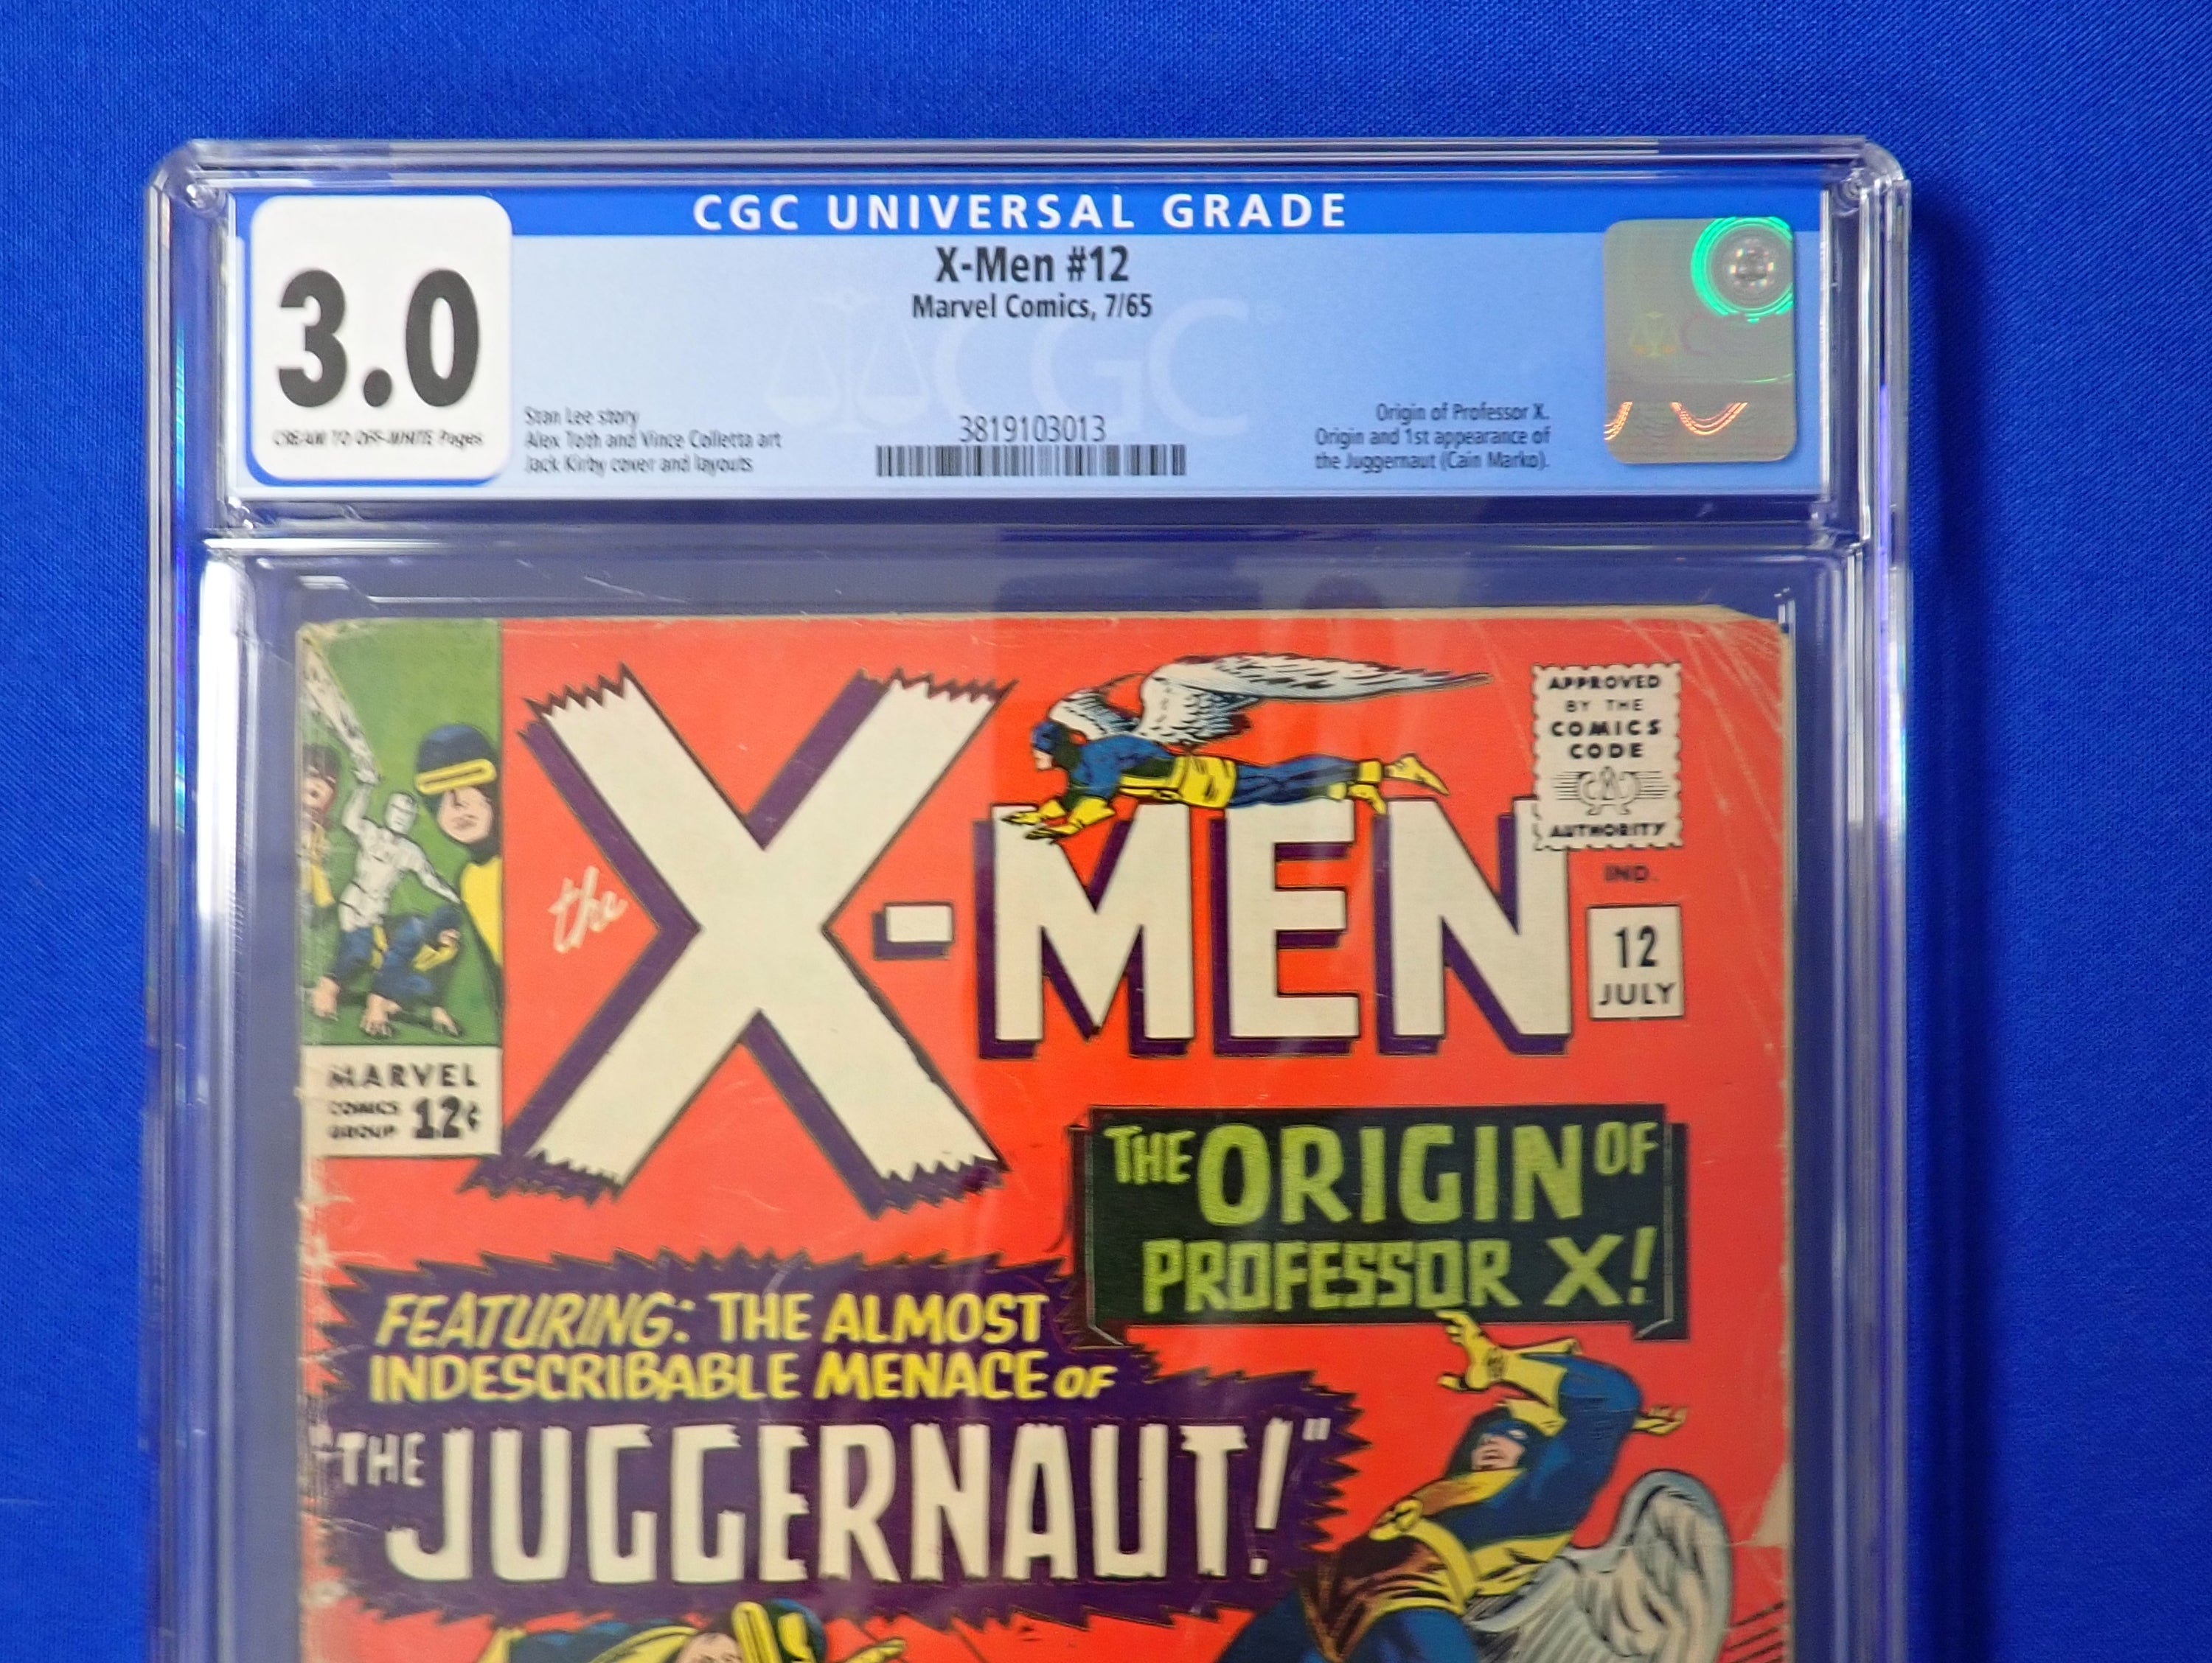 CGC UNIVERSAL GRADE
3.0
CREAM TO OFF-WHITE Pages
X-Men #12
Marvel Comics, 7/65
Stan Lee story
Alex Toth and Vince Colletta art
Jack Kirby cover and layouts
CGC
3819103013
Origin of Professor X.
Origin and 1st appearance of
the Juggernaut (Cain Marko).
the X-MEN
APPROVED
BY THE
COMICS
CODE
CA
AUTHORITY
IND.
12
JULY
MARVEL
COMICS
GROUP 12¢
THE ORIGIN OF
PROFESSOR X!
FEATURING: THE ALMOST
INDESCRIBABLE MENACE OF
"THE JUGGERNAUT!"